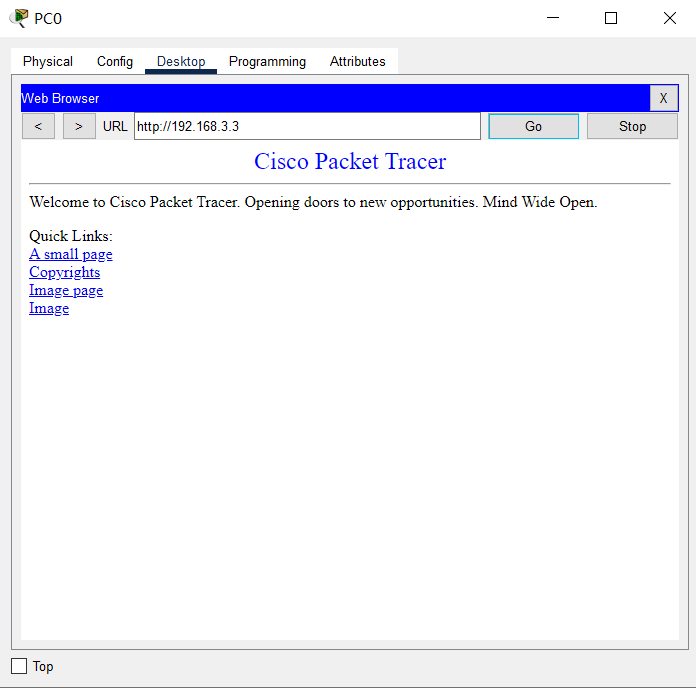 PC0
Physical Config Desktop Programming Attributes
Web Browser X
< > URL http://192.168.3.3 Go Stop
Cisco Packet Tracer
Welcome to Cisco Packet Tracer. Opening doors to new opportunities. Mind Wide Open.
Quick Links:
A small page
Copyrights
Image page
Image
Top